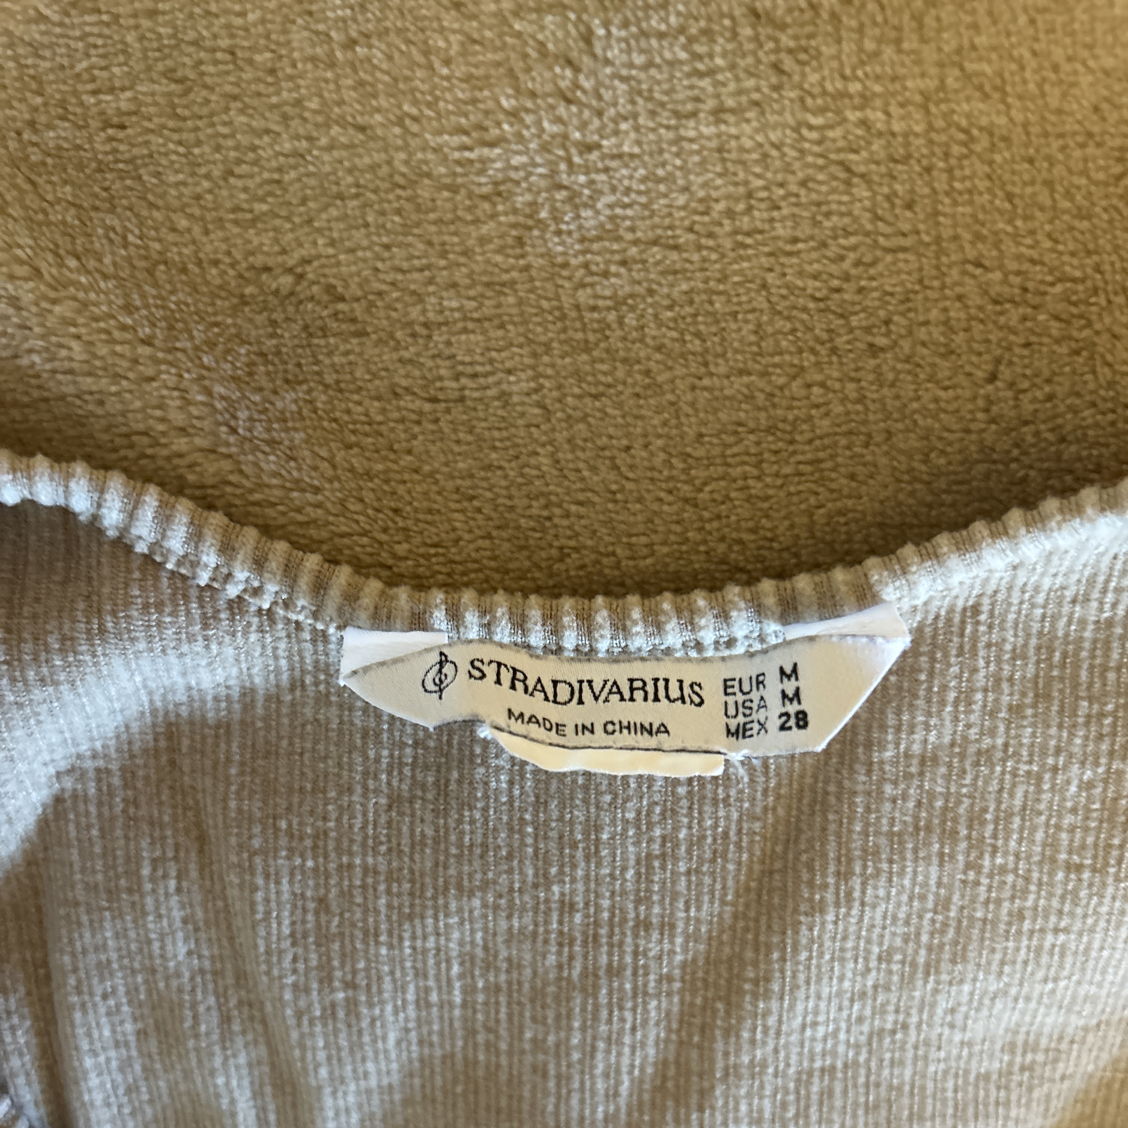 STRADIVARIUS
MADE IN CHINA
EUR M
USA M
MEX 28